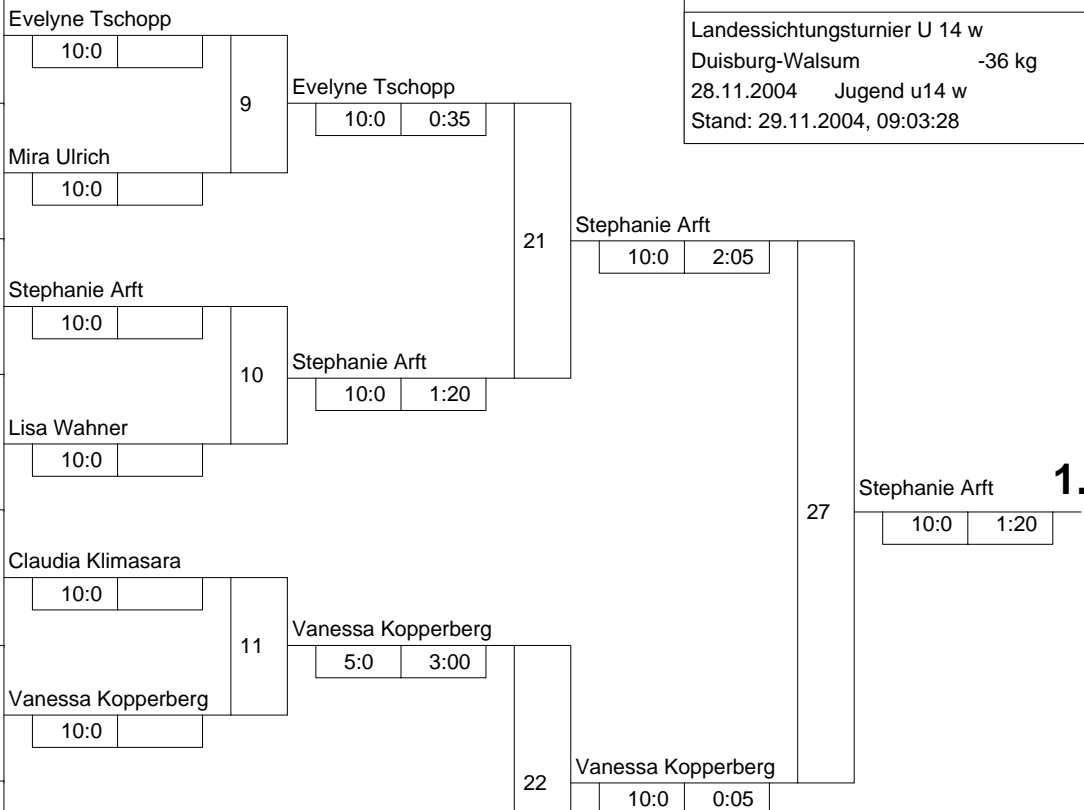 Landessichtungsturnier U 14 w
Duisburg-Walsum -36 kg
28.11.2004 Jugend u14 w
Stand: 29.11.2004, 09:03:28
Evelyne Tschopp
10:0
9
Mira Ulrich
10:0
Evelyne Tschopp
10:0 0:35
21
Stephanie Arft
10:0
10
Lisa Wahner
10:0
Stephanie Arft
10:0 1:20
Stephanie Arft
10:0 2:05
27
Stephanie Arft 1.
10:0 1:20
Claudia Klimasara
10:0
11
Vanessa Kopperberg
10:0
Vanessa Kopperberg
5:0 3:00
22
Vanessa Kopperberg
10:0 0:05